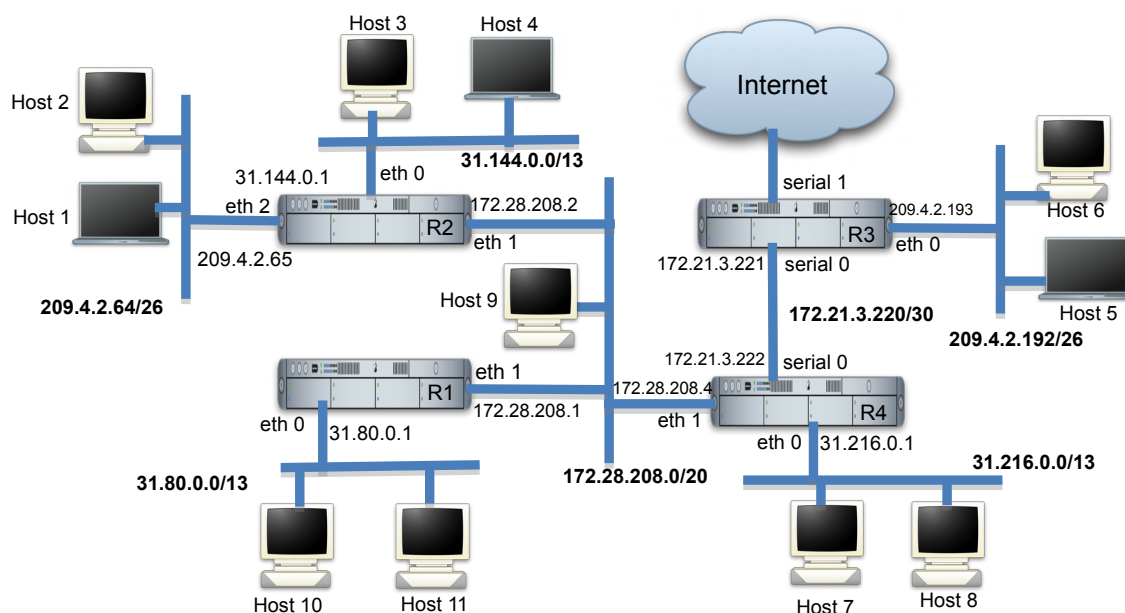 Host 3
Host 4
Internet
Host 2
31.144.0.0/13
eth 0
31.144.0.1
serial 1
Host 6
Host 1
eth 2
R2
172.28.208.2
eth 1
209.4.2.193
R3
eth 0
209.4.2.65
172.21.3.221
serial 0
Host 9
209.4.2.64/26
172.21.3.220/30
Host 5
209.4.2.192/26
172.21.3.222
serial 0
eth 1
R1
172.28.208.1
172.28.208.4
eth 1
R4
eth 0
31.80.0.1
eth 0
31.216.0.1
31.80.0.0/13
172.28.208.0/20
31.216.0.0/13
Host 10
Host 11
Host 7
Host 8